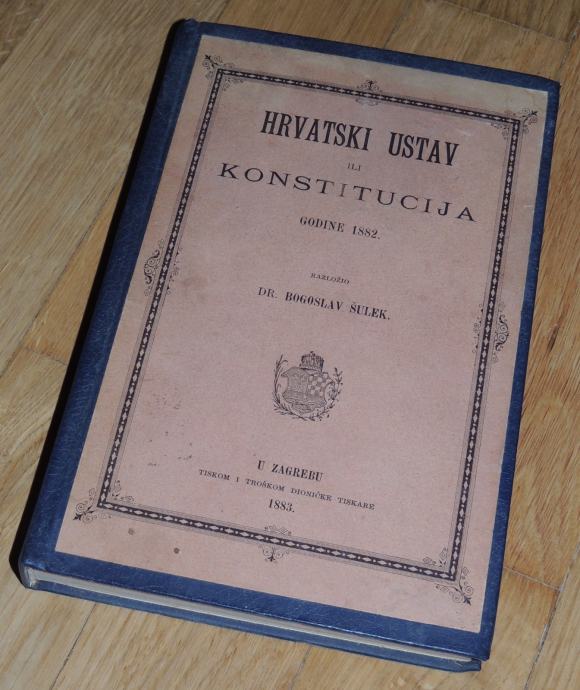 HRVATSKI USTAV
ILI
KONSTITUCIJA
GODINE 1882.
RAZLOŽIO
DR. BOGOSLAV ŠULEK.
U ZAGREBU
TISKOM I TROŠKOM DIONIČKE TISKARE
1883.